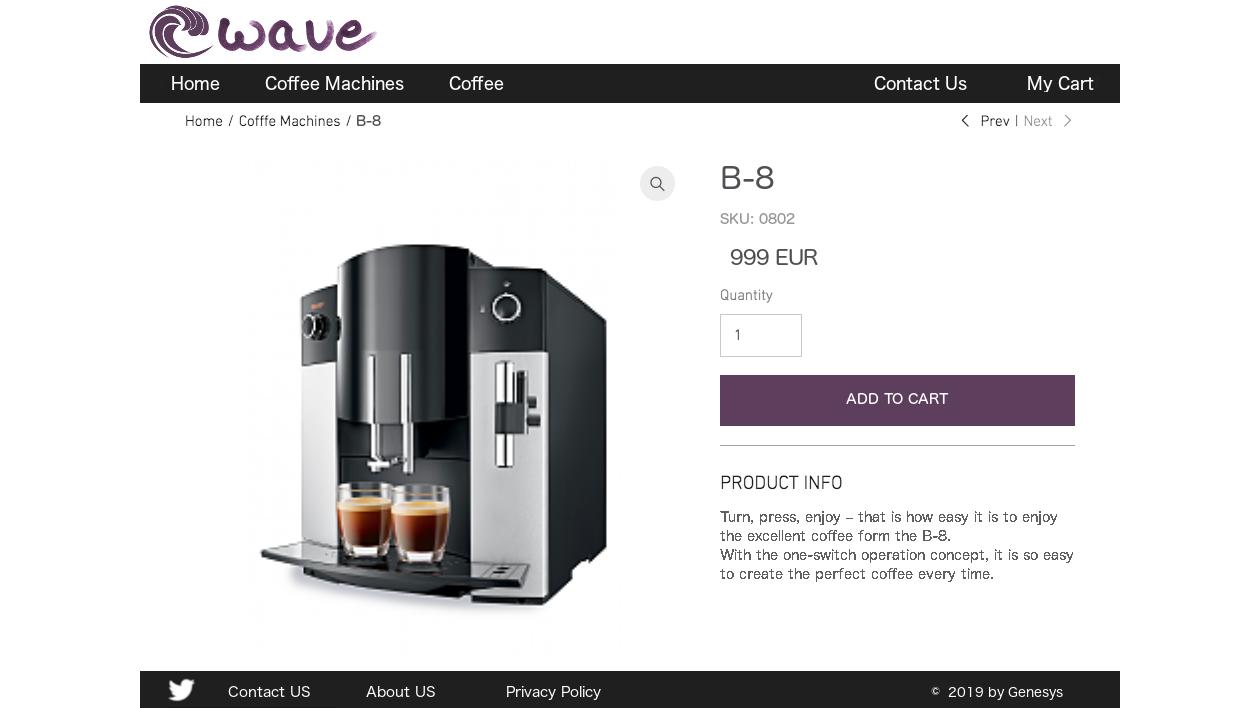 wave
Home Coffee Machines Coffee Contact Us My Cart
Home / Cofffe Machines / B-8 Prev | Next
B-8
SKU: 0802
999 EUR
Quantity
1
ADD TO CART
PRODUCT INFO
Turn, press, enjoy – that is how easy it is to enjoy
the excellent coffee form the B-8.
With the one-switch operation concept, it is so easy
to create the perfect coffee every time.
Contact US About US Privacy Policy © 2019 by Genesys